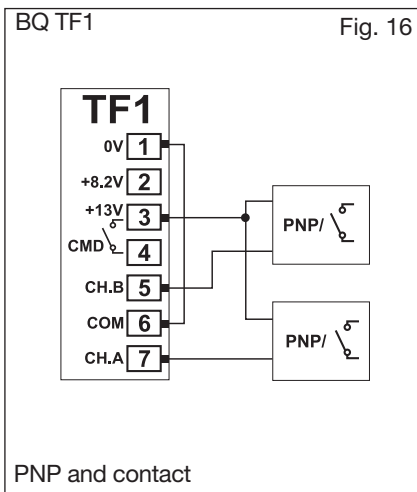 BQ TF1
Fig. 16
TF1
0V 1
+8.2V 2
+13V 3
CMD 4
CH.B 5
COM 6
CH.A 7
PNP/
PNP/
PNP and contact